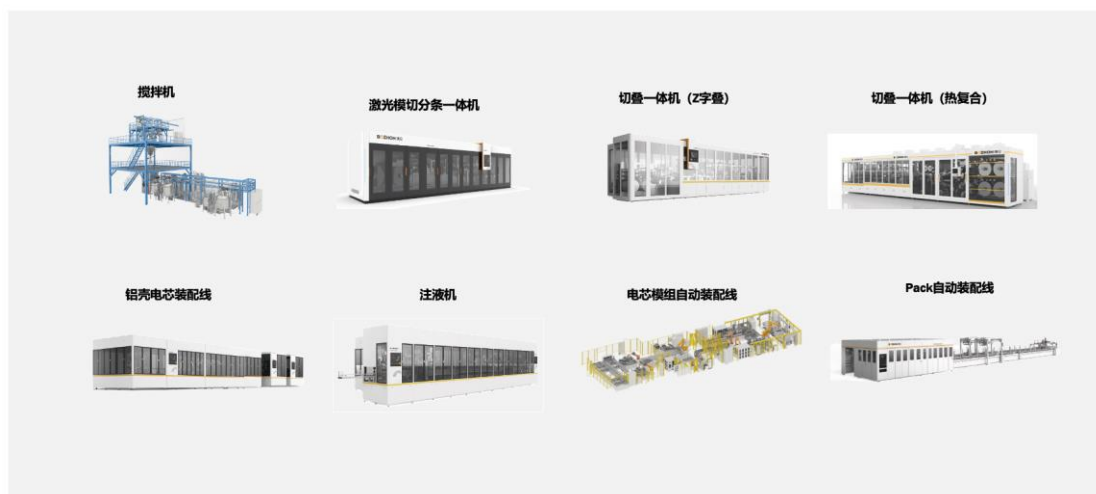 搅拌机
激光模切分条一体机
切叠一体机（Z字叠）
切叠一体机（热复合）
铝壳电芯装配线
注液机
电芯模组自动装配线
Pack自动装配线